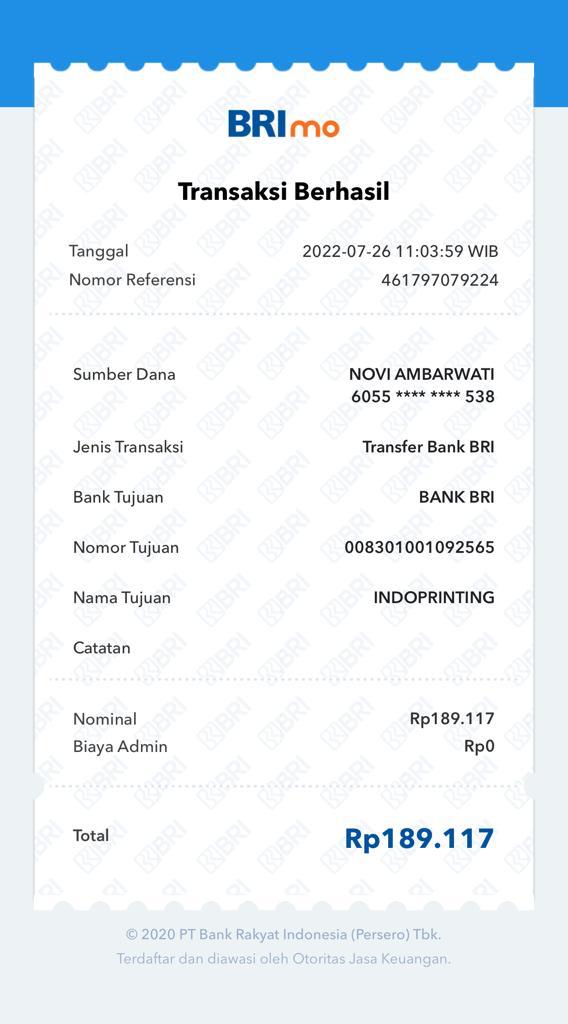 BRImo
Transaksi Berhasil
Tanggal 2022-07-26 11:03:59 WIB
Nomor Referensi 461797079224
Sumber Dana NOVI AMBARWATI
6055 **** **** 538
Jenis Transaksi Transfer Bank BRI
Bank Tujuan BANK BRI
Nomor Tujuan 008301001092565
Nama Tujuan INDOPRINTING
Catatan
Nominal Rp189.117
Biaya Admin Rp0
Total Rp189.117
© 2020 PT Bank Rakyat Indonesia (Persero) Tbk.
Terdaftar dan diawasi oleh Otoritas Jasa Keuangan.